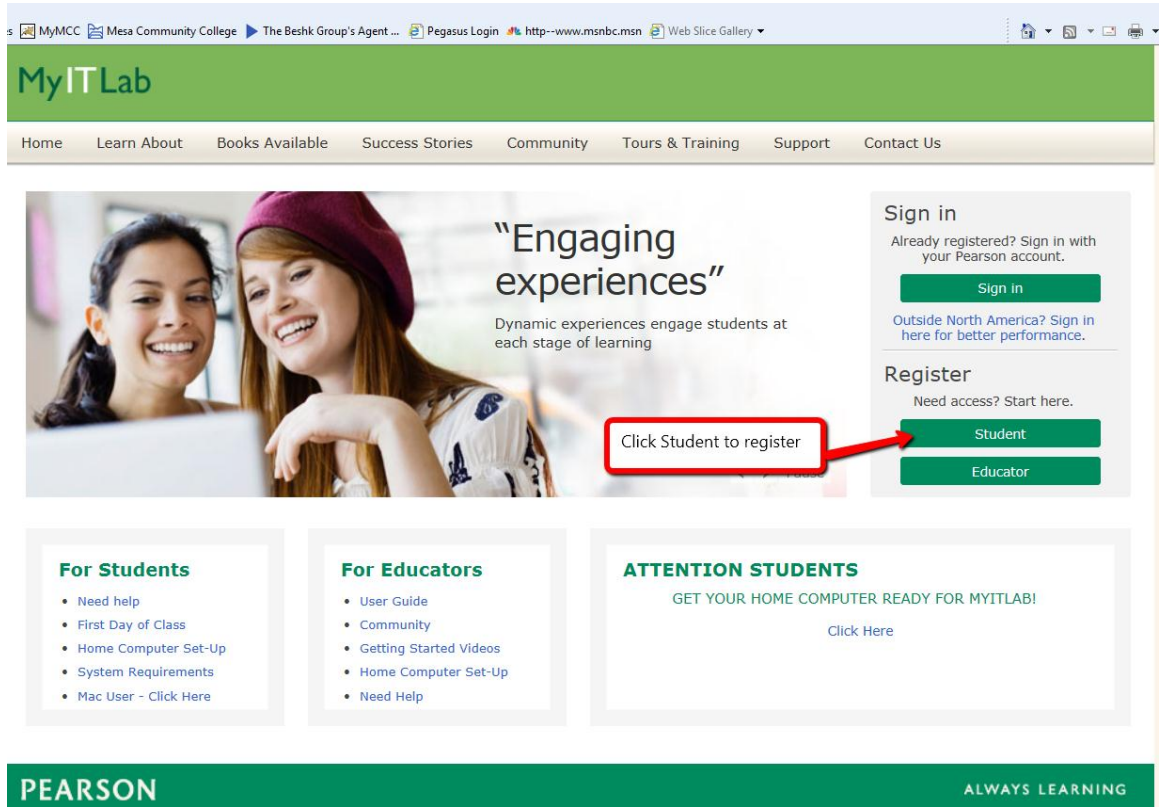 s MyMCC Mesa Community College The Beshk Group's Agent ... Pegasus Login http--www.msnbc.msn Web Slice Gallery
MyITLab
Home Learn About Books Available Success Stories Community Tours & Training Support Contact Us
“Engaging
experiences”
Dynamic experiences engage students at
each stage of learning
Click Student to register
Pause
Sign in
Already registered? Sign in with
your Pearson account.
Sign in
Outside North America? Sign in
here for better performance.
Register
Need access? Start here.
Student
Educator
For Students
• Need help
• First Day of Class
• Home Computer Set-Up
• System Requirements
• Mac User - Click Here
For Educators
• User Guide
• Community
• Getting Started Videos
• Home Computer Set-Up
• Need Help
ATTENTION STUDENTS
GET YOUR HOME COMPUTER READY FOR MYITLAB!
Click Here
PEARSON ALWAYS LEARNING